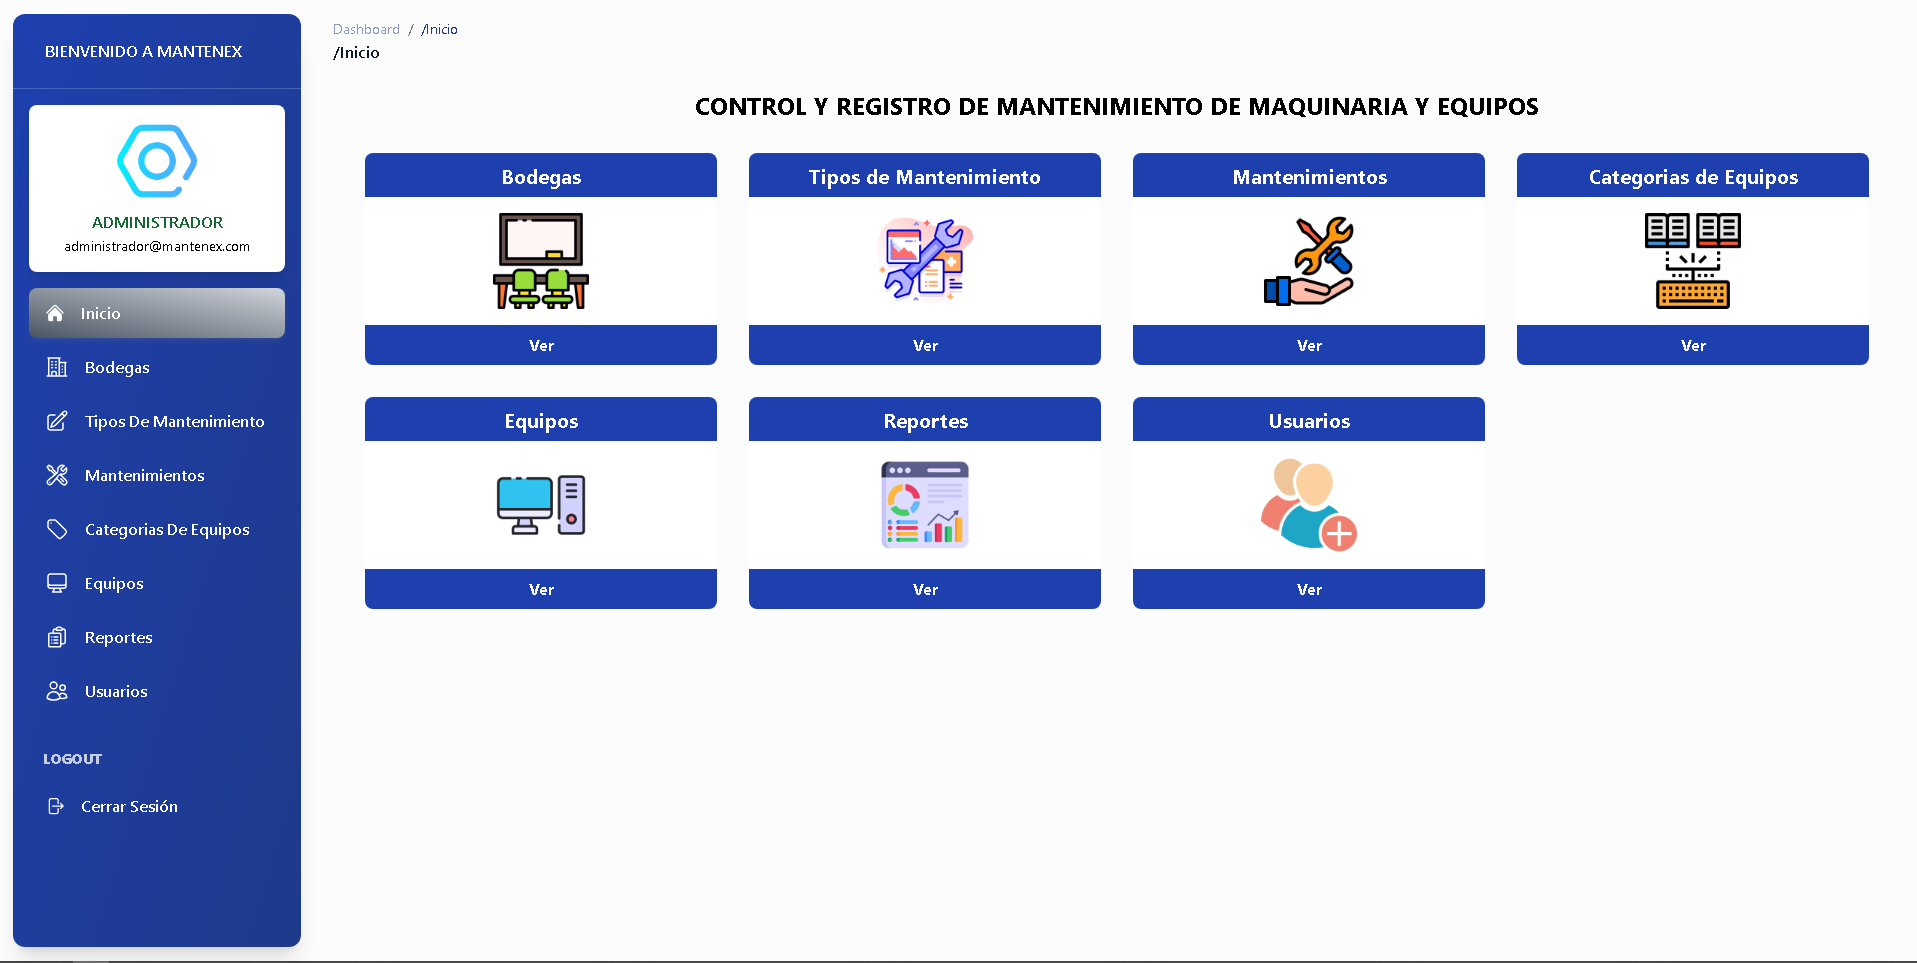 BIENVENIDO A MANTENEX
ADMINISTRADOR
administrador@mantenex.com
Inicio
Bodegas
Tipos De Mantenimiento
Mantenimientos
Categorias De Equipos
Equipos
Reportes
Usuarios
LOGOUT
Cerrar Sesión
Dashboard / /Inicio
/Inicio
CONTROL Y REGISTRO DE MANTENIMIENTO DE MAQUINARIA Y EQUIPOS
Bodegas
Ver
Tipos de Mantenimiento
Ver
Mantenimientos
Ver
Categorias de Equipos
Ver
Equipos
Ver
Reportes
Ver
Usuarios
Ver